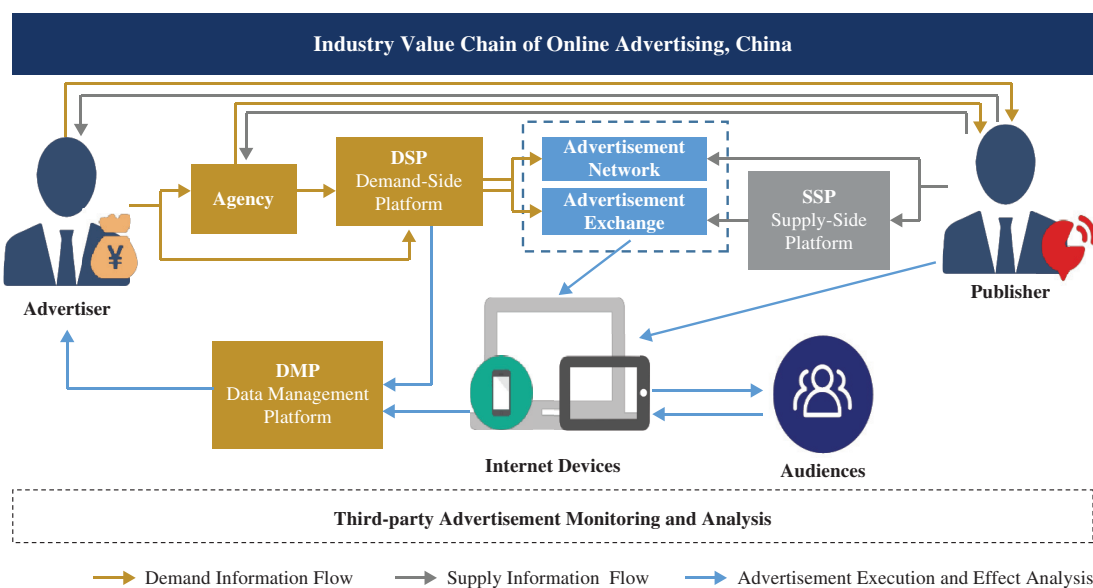 Industry Value Chain of Online Advertising, China
Advertiser
¥
Agency
DSP
Demand-Side
Platform
Advertisement
Network
Advertisement
Exchange
SSP
Supply-Side
Platform
Publisher
DMP
Data Management
Platform
Internet Devices
Audiences
Third-party Advertisement Monitoring and Analysis
Demand Information Flow
Supply Information Flow
Advertisement Execution and Effect Analysis